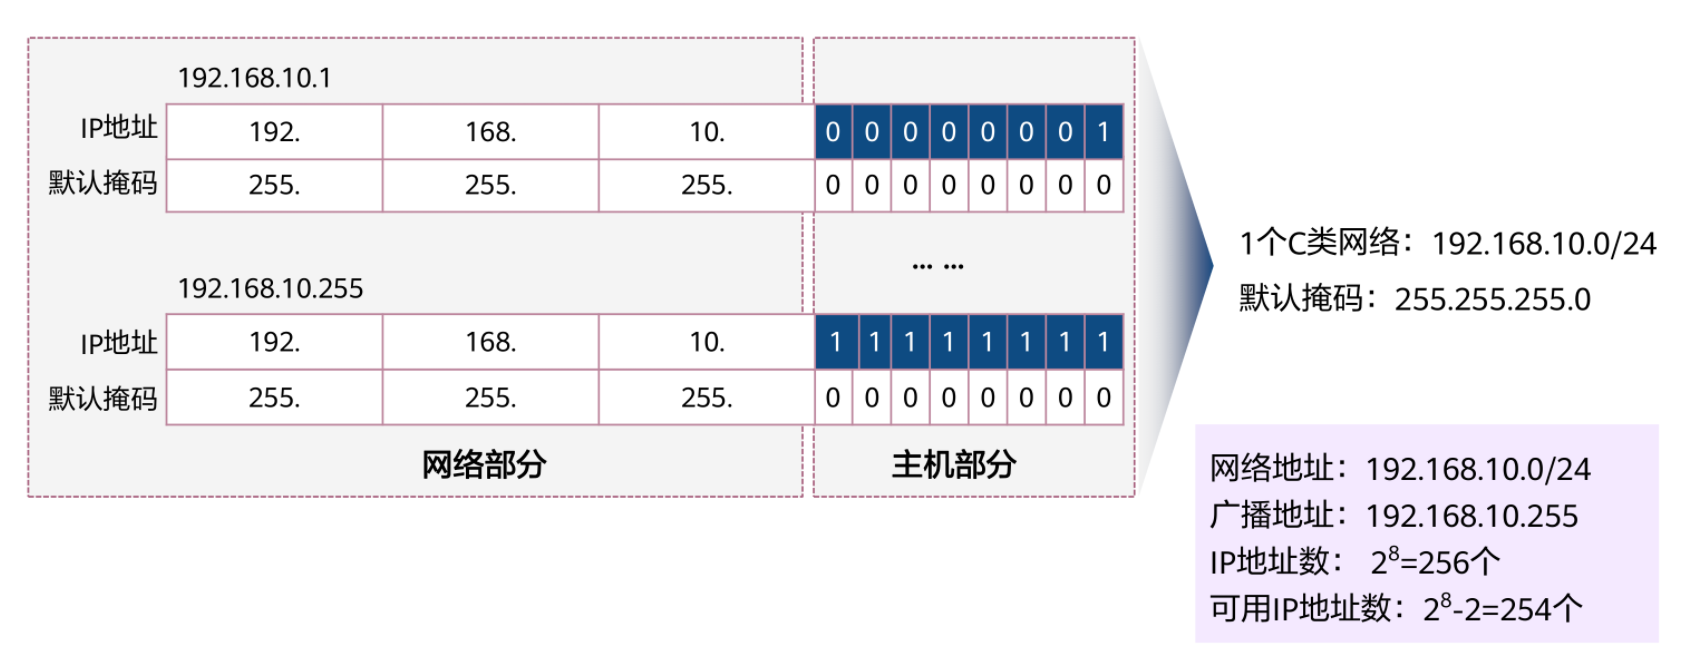 192.168.10.1
IP地址 192. 168. 10. 0 0 0 0 0 0 0 1
默认掩码 255. 255. 255. 0 0 0 0 0 0 0 0
... ...
192.168.10.255
IP地址 192. 168. 10. 1 1 1 1 1 1 1 1
默认掩码 255. 255. 255. 0 0 0 0 0 0 0 0
网络部分 主机部分
1个C类网络：192.168.10.0/24
默认掩码：255.255.255.0
网络地址：192.168.10.0/24
广播地址：192.168.10.255
IP地址数： 2⁸=256个
可用IP地址数：2⁸-2=254个